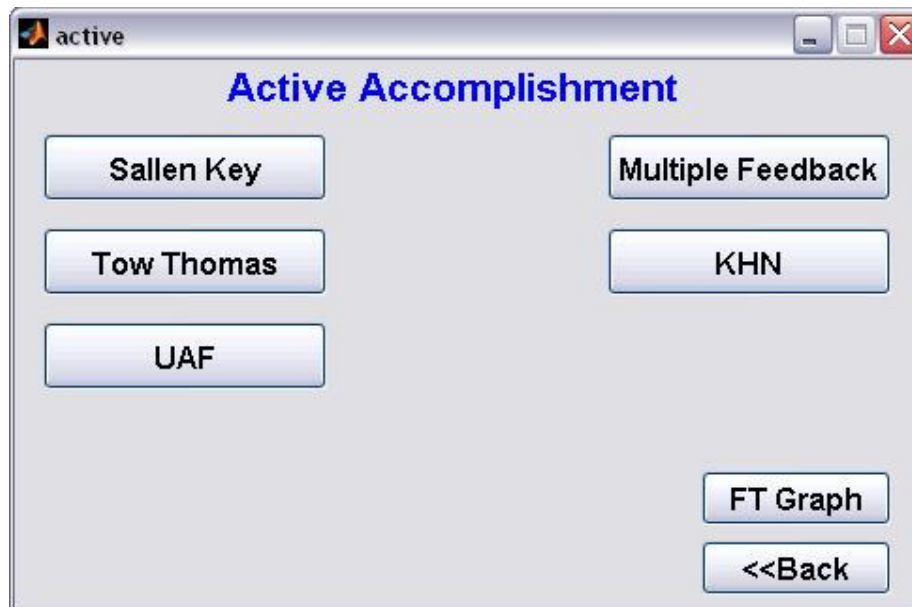 active
Active Accomplishment
Sallen Key
Multiple Feedback
Tow Thomas
KHN
UAF
FT Graph
<<Back